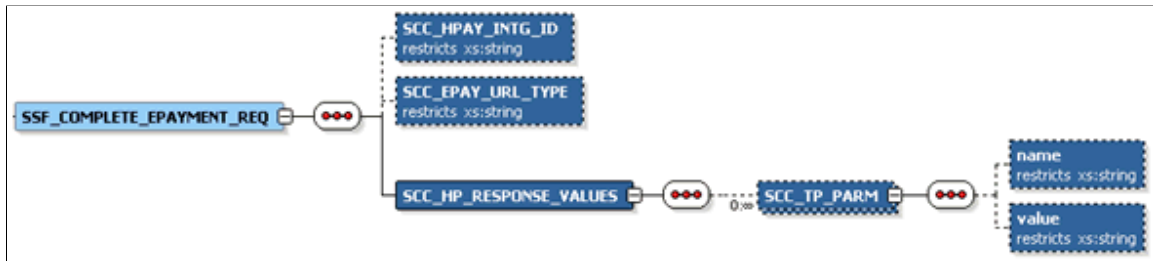 SCC_HPAY_INTG_ID
restricts xs:string
SCC_EPAY_URL_TYPE
restricts xs:string
SSF_COMPLETE_EPAYMENT_REQ
SCC_HP_RESPONSE_VALUES
0:∞
SCC_TP_PARM
name
restricts xs:string
value
restricts xs:string